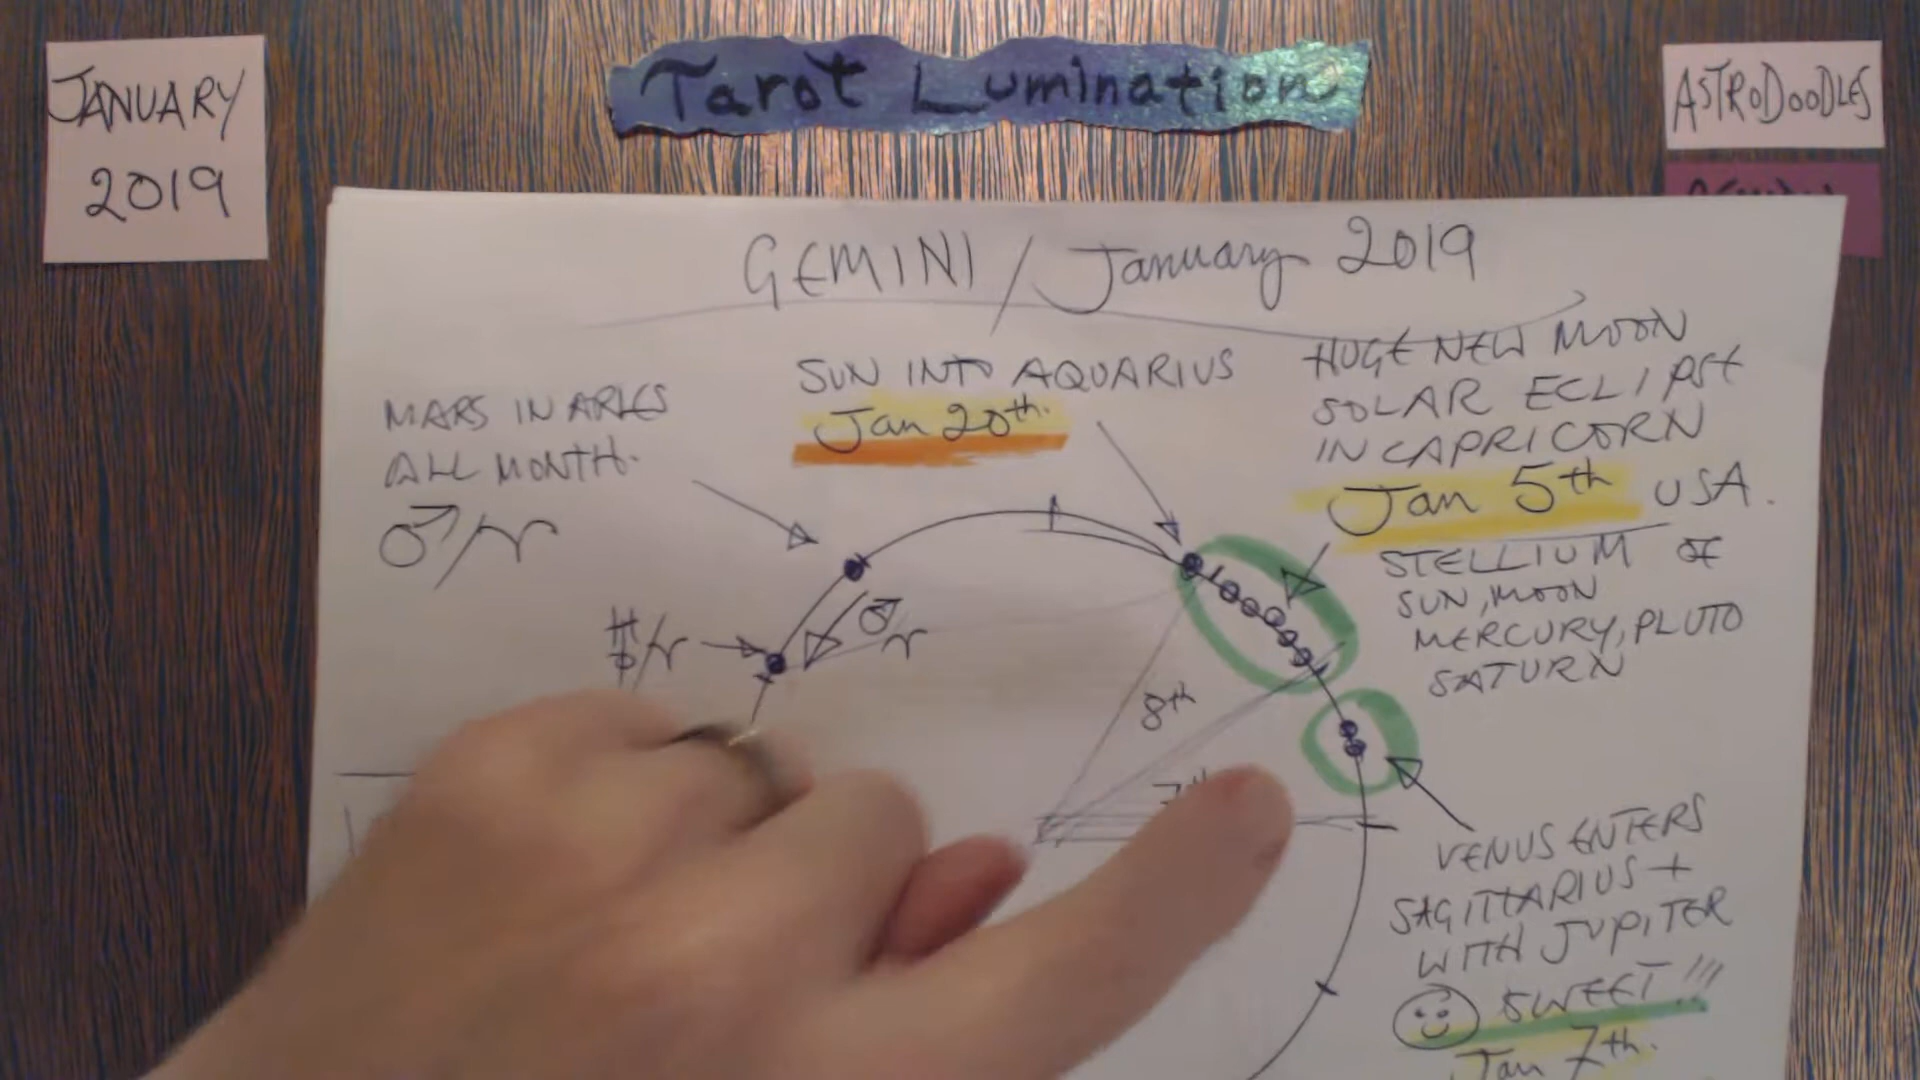 JANUARY
2019
Tarot Lumination
ASTRODOODLES
GEMINI / January 2019
MARS IN ARIES
ALL MONTH.
♂/♈
SUN INTO AQUARIUS
Jan 20th.
HUGE NEW MOON
SOLAR ECLIPSE
IN CAPRICORN
Jan 5th USA.
STELLIUM OF
SUN, MOON
MERCURY, PLUTO
SATURN
♅/♈
♂ ♈
8th
VENUS ENTERS
SAGITTARIUS +
WITH JUPITER
SWEET!!!
Jan 7th.